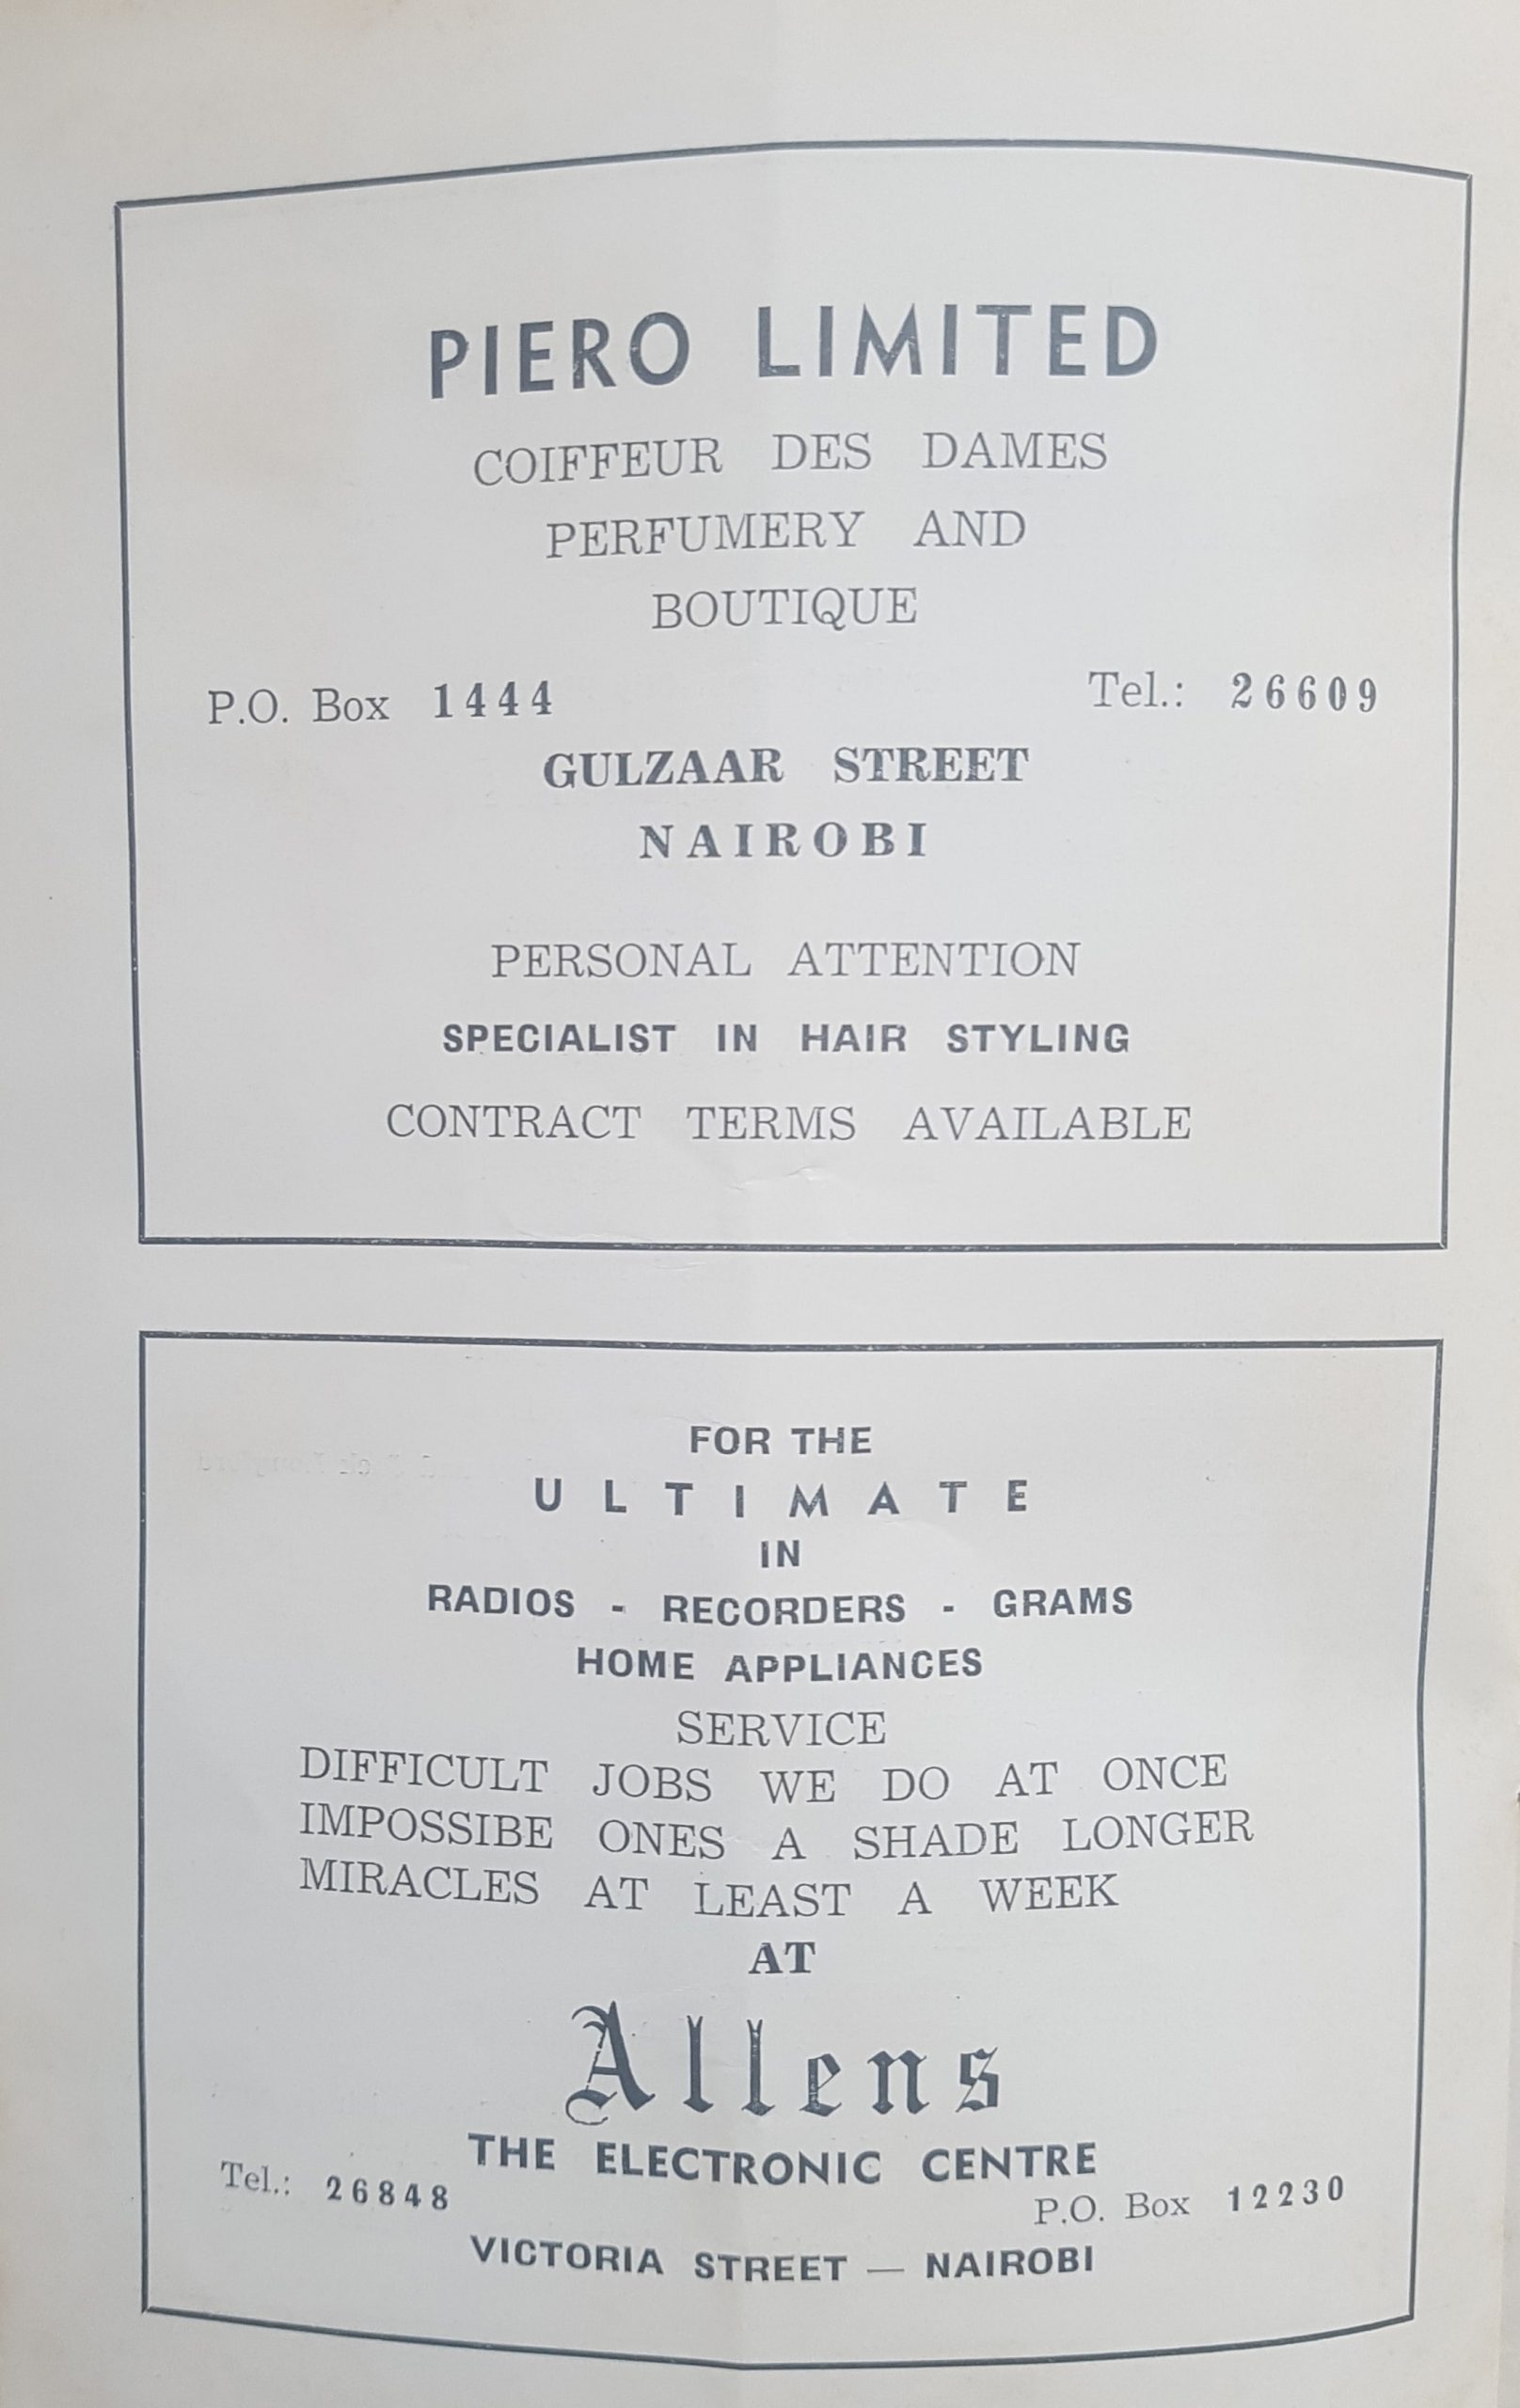 PIERO LIMITED
COIFFEUR DES DAMES
PERFUMERY AND
BOUTIQUE
P.O. Box 1444 Tel.: 26609
GULZAAR STREET
NAIROBI
PERSONAL ATTENTION
SPECIALIST IN HAIR STYLING
CONTRACT TERMS AVAILABLE
FOR THE
ULTIMATE
IN
RADIOS - RECORDERS - GRAMS
HOME APPLIANCES
SERVICE
DIFFICULT JOBS WE DO AT ONCE
IMPOSSIBE ONES A SHADE LONGER
MIRACLES AT LEAST A WEEK
AT
Allens
THE ELECTRONIC CENTRE
Tel.: 26848 P.O. Box 12230
VICTORIA STREET — NAIROBI